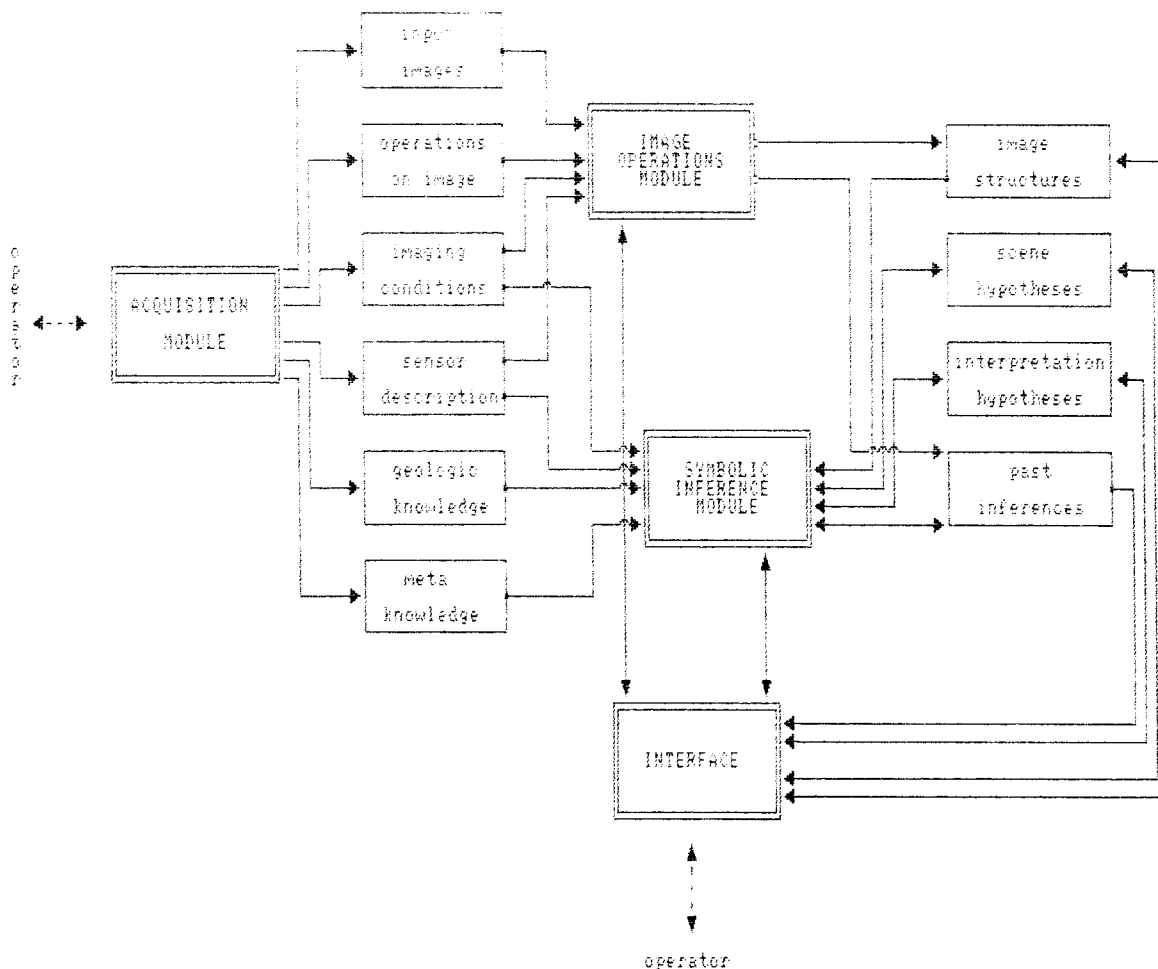 input
images
operations
on image
imaging
conditions
sensor
description
geologic
knowledge
meta
knowledge
operator
ACQUISITION
MODULE
IMAGE
OPERATIONS
MODULE
SYMBOLIC
INFERENCE
MODULE
INTERFACE
operator
image
structures
scene
hypotheses
interpretation
hypotheses
past
inferences